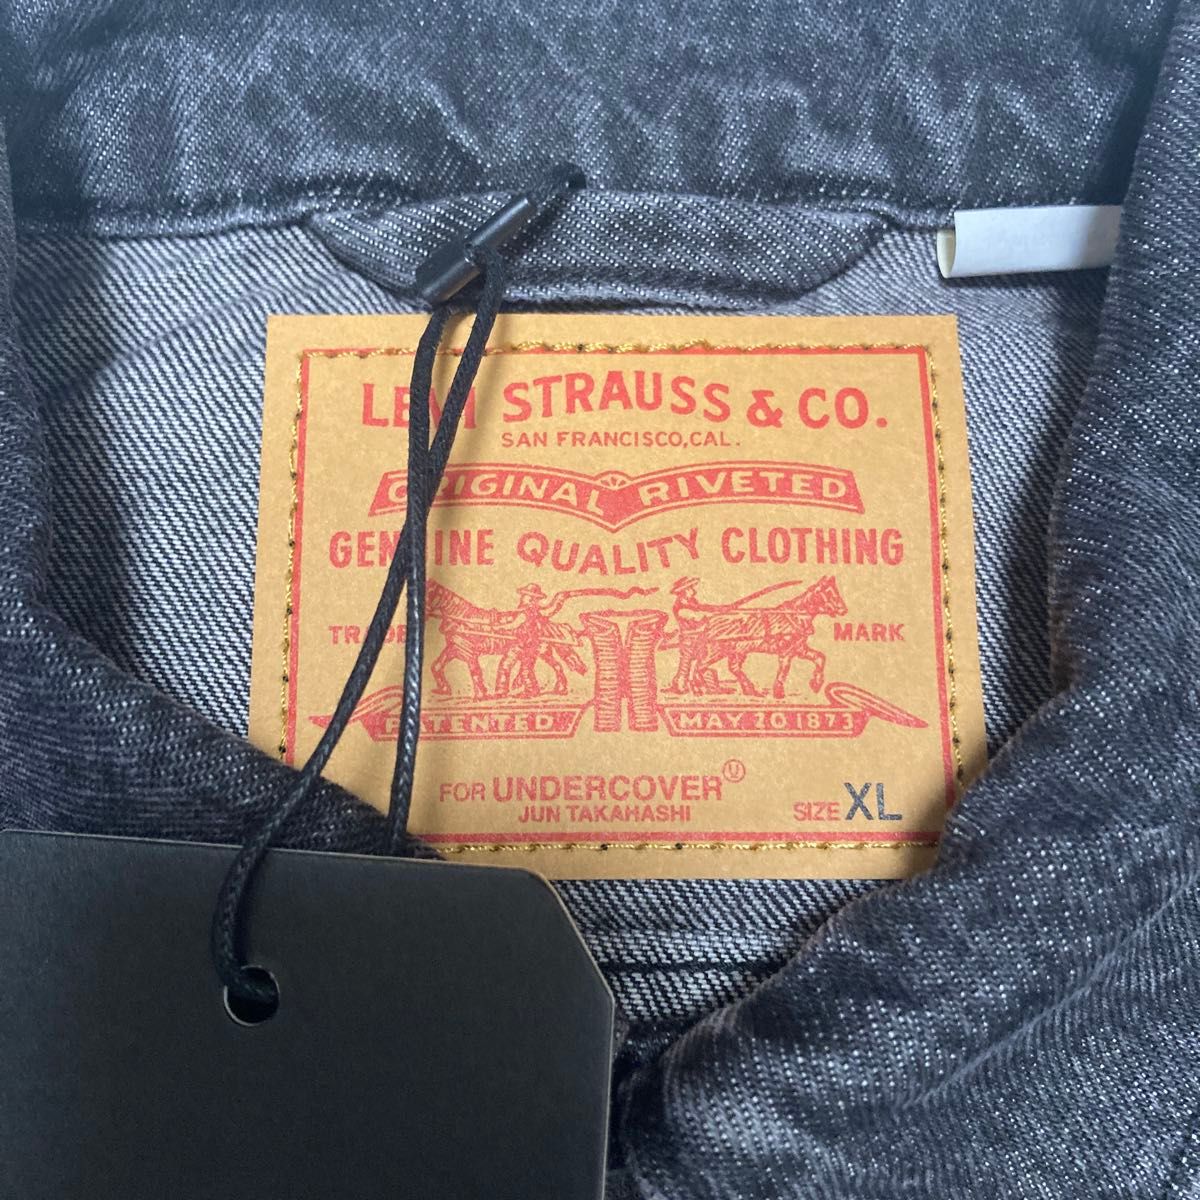 LEVI STRAUSS & CO.
SAN FRANCISCO, CAL.
ORIGINAL RIVETED
GENUINE QUALITY CLOTHING
TRADE MARK
PATENTED MAY 20 1873
FOR UNDERCOVER Ⓤ
JUN TAKAHASHI
SIZE XL